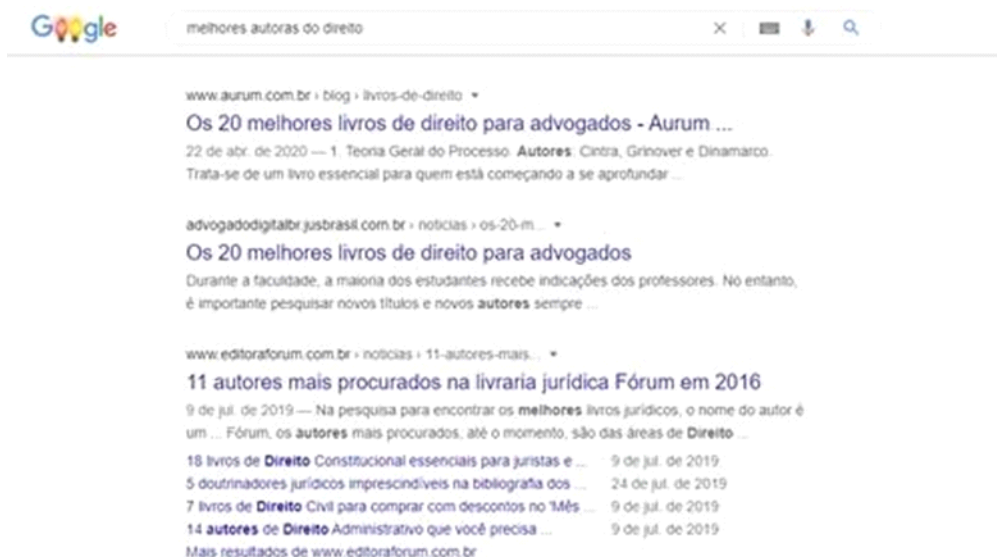 Google
melhores autoras do direito
www.aurum.com.br › blog › livros-de-direito
Os 20 melhores livros de direito para advogados - Aurum ...
22 de abr. de 2020 — 1. Teoria Geral do Processo. Autores: Cintra, Grinover e Dinamarco.
Trata-se de um livro essencial para quem está começando a se aprofundar ...
advogadodigitalbr.jusbrasil.com.br › noticias › os-20-m...
Os 20 melhores livros de direito para advogados
Durante a faculdade, a maioria dos estudantes recebe indicações dos professores. No entanto,
é importante pesquisar novos títulos e novos autores sempre ...
www.editoraforum.com.br › noticias › 11-autores-mais...
11 autores mais procurados na livraria jurídica Fórum em 2016
9 de jul. de 2019 — Na pesquisa para encontrar os melhores livros jurídicos, o nome do autor é
um ... Fórum, os autores mais procurados, até o momento, são das áreas de Direito ...
18 livros de Direito Constitucional essenciais para juristas e ... 9 de jul. de 2019
5 doutrinadores jurídicos imprescindíveis na bibliografia dos ... 24 de jul. de 2019
7 livros de Direito Civil para comprar com descontos no 'Mês ... 9 de jul. de 2019
14 autores de Direito Administrativo que você precisa ... 9 de jul. de 2019
Mais resultados de www.editoraforum.com.br